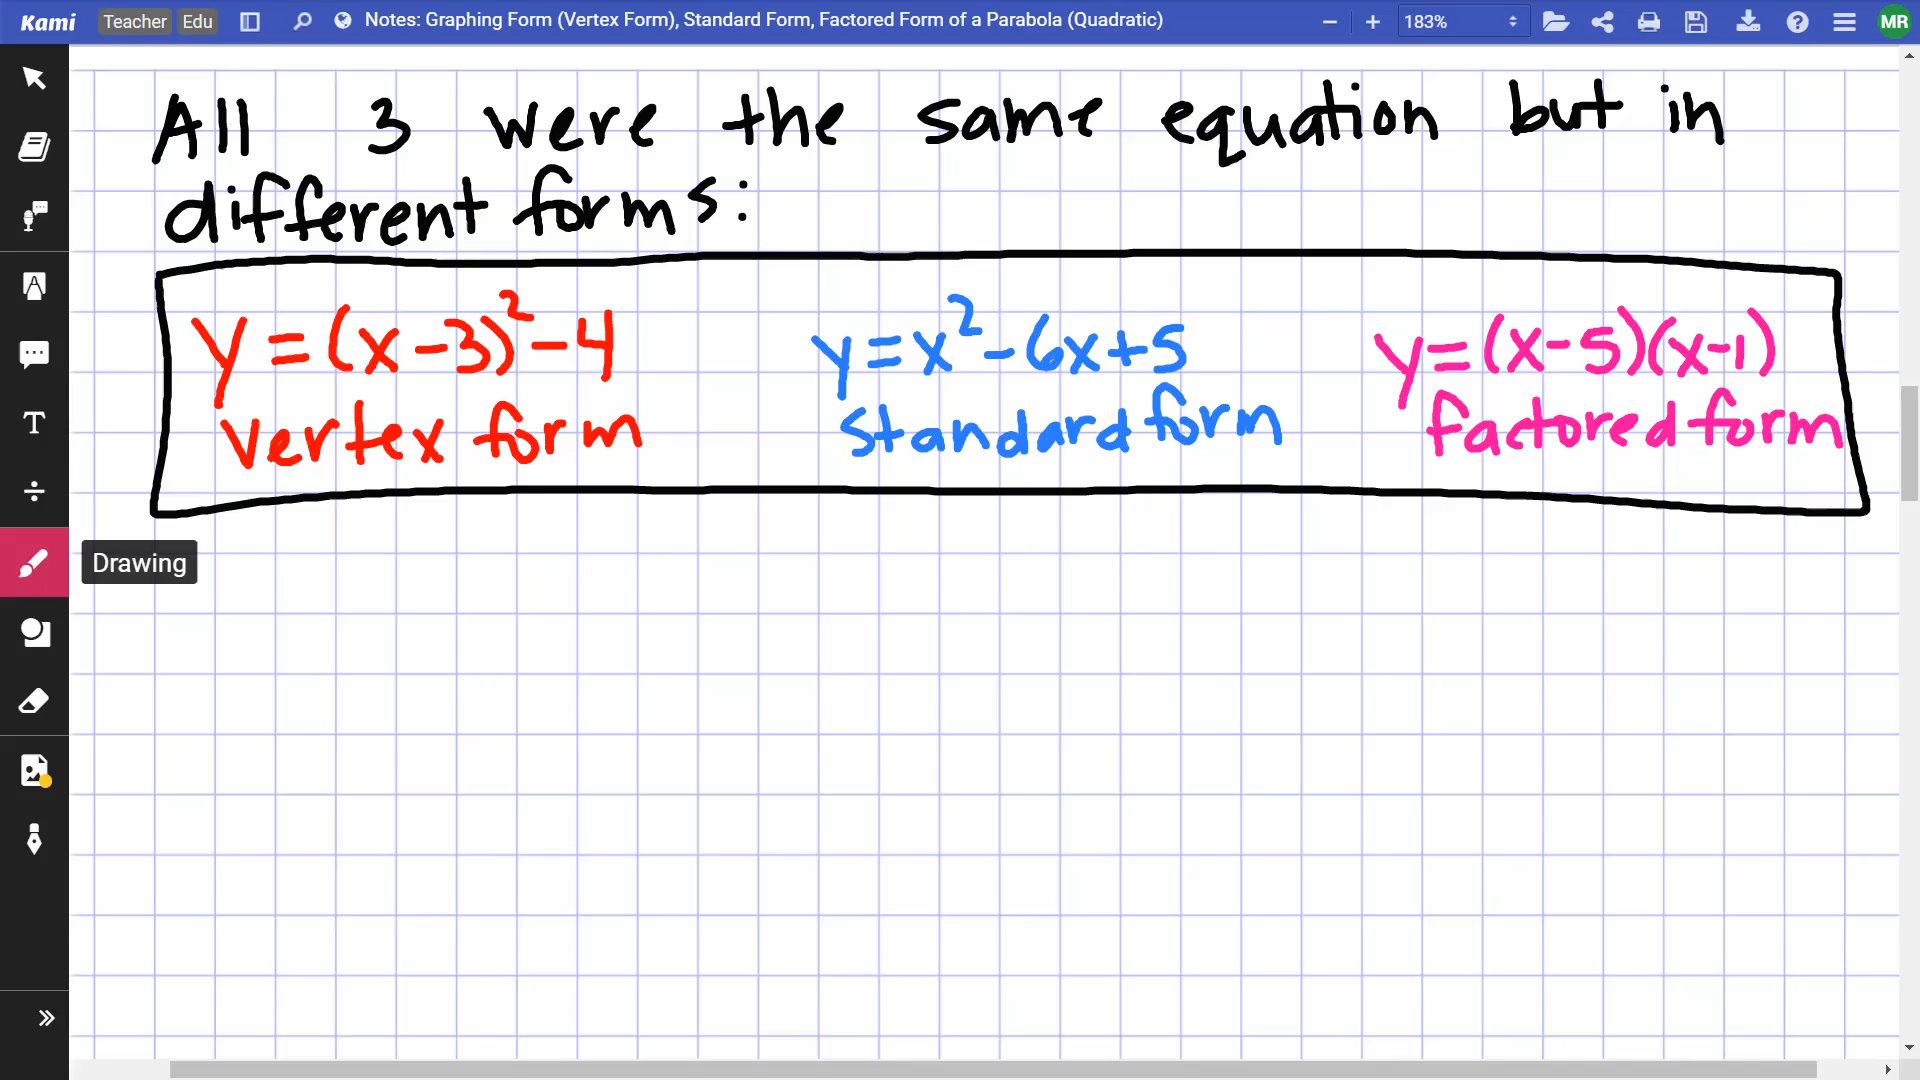 Kami Teacher Edu Notes: Graphing Form (Vertex Form), Standard Form, Factored Form of a Parabola (Quadratic) 183% MR
All 3 were the same equation but in
different forms:
y = (x-3)² - 4 y = x² - 6x + 5 y = (x-5)(x-1)
vertex form standard form factored form
Drawing